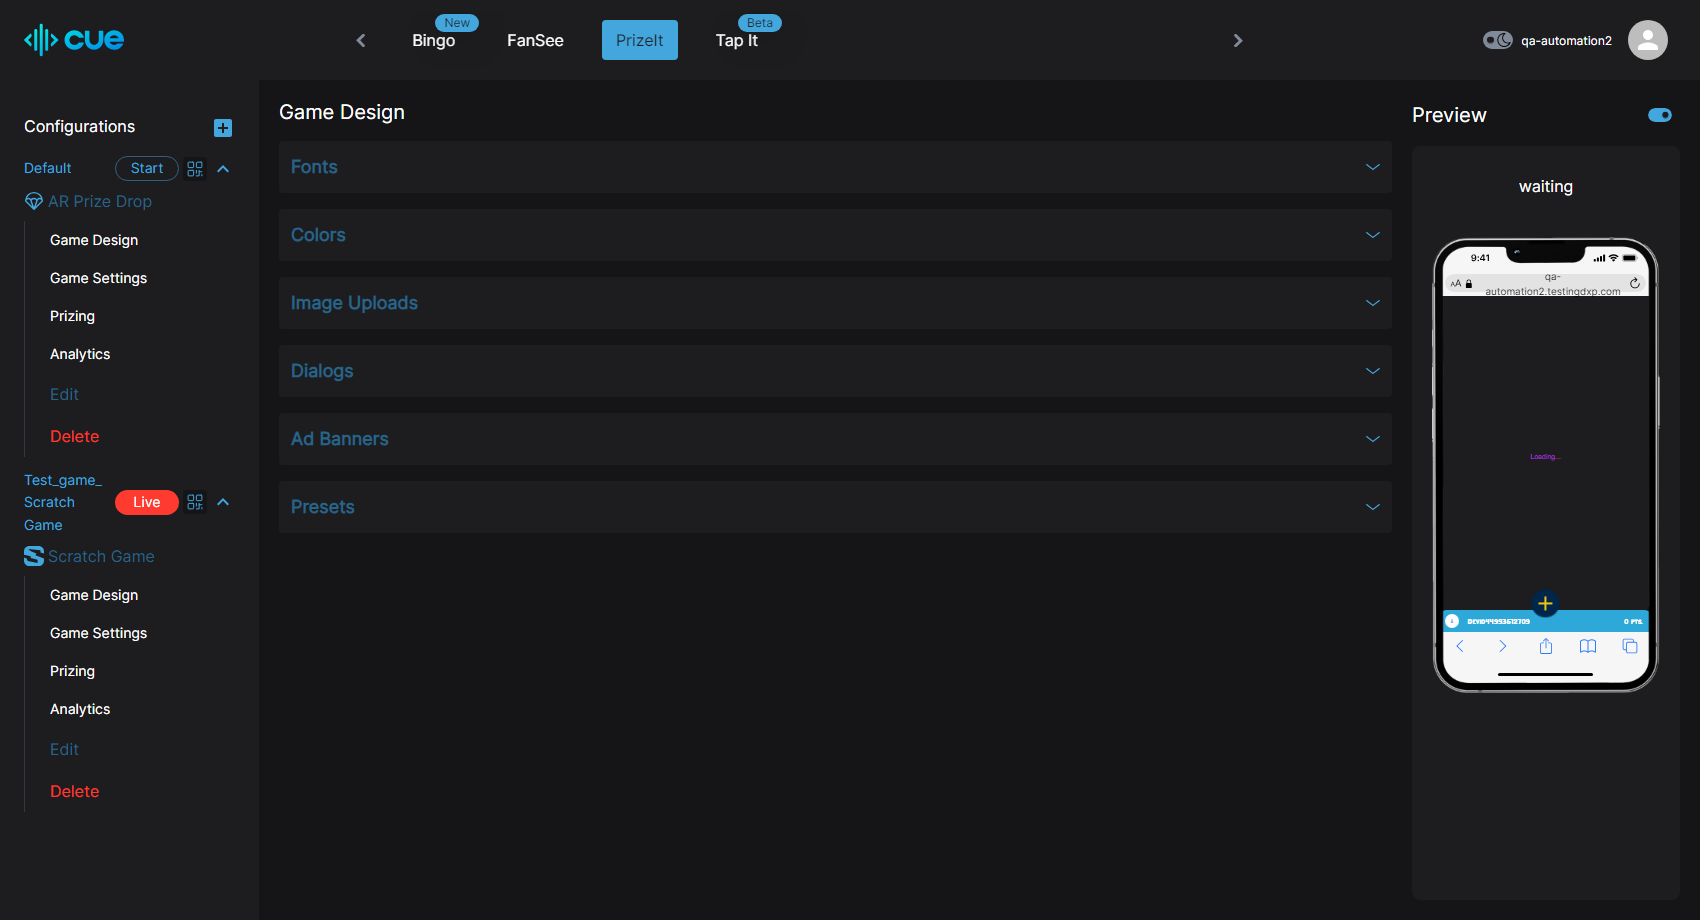 cue
New
Bingo
FanSee
PrizeIt
Beta
Tap It
qa-automation2
Configurations
Default
Start
AR Prize Drop
Game Design
Game Settings
Prizing
Analytics
Edit
Delete
Test_game_
Scratch
Game
Live
Scratch Game
Game Design
Game Settings
Prizing
Analytics
Edit
Delete
Game Design
Fonts
Colors
Image Uploads
Dialogs
Ad Banners
Presets
Preview
waiting
9:41
AA
qa-
automation2.testingdxp.com
Loading...
0 PTS.